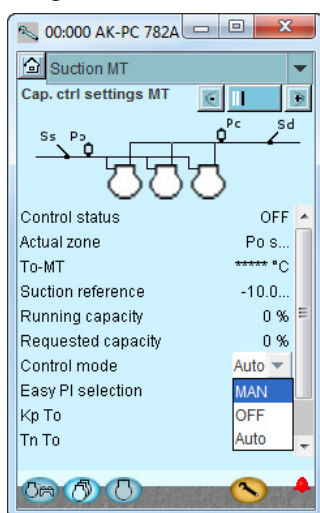 00:000 AK-PC 782A
Suction MT
Cap. ctrl settings MT
Pc
Sd
Ss
Po
Control status OFF
Actual zone Po s...
To-MT ***** °C
Suction reference -10.0...
Running capacity 0 %
Requested capacity 0 %
Control mode Auto
Easy PI selection MAN
Kp To OFF
Tn To Auto